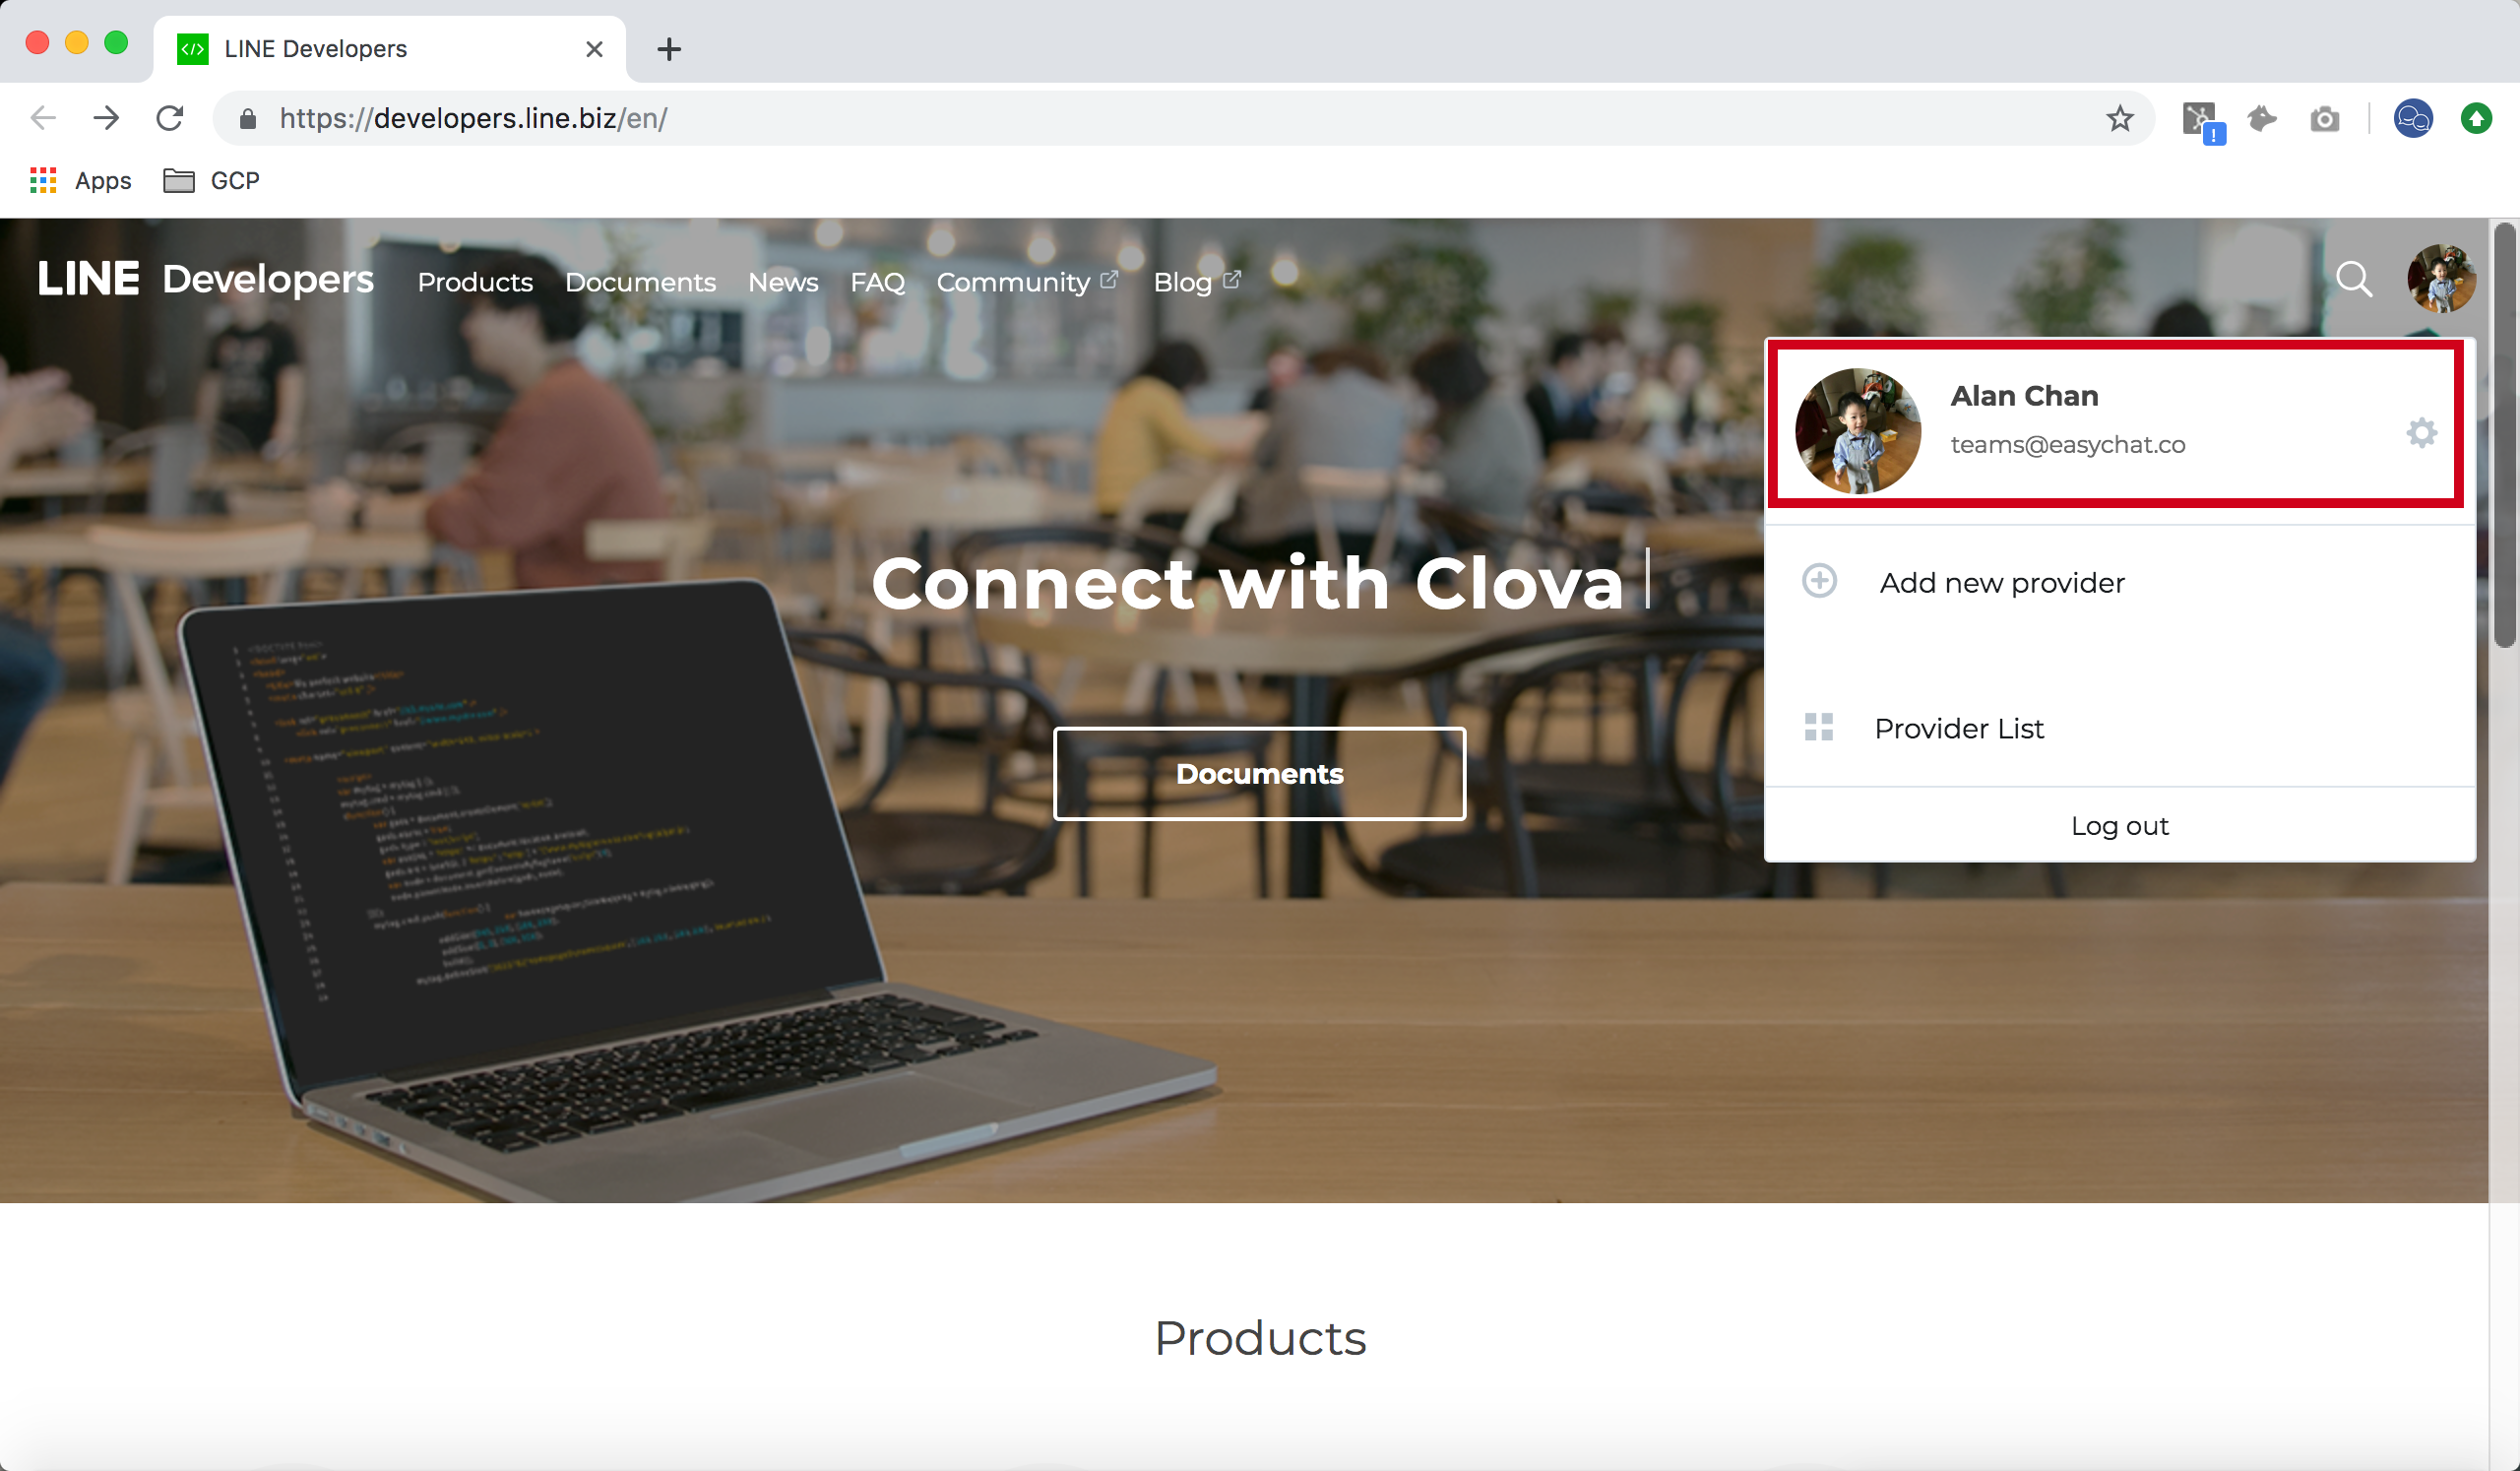 LINE Developers
https://developers.line.biz/en/
!
Apps
GCP
LINE Developers
Products
Documents
News
FAQ
Community
Blog
Alan Chan
teams@easychat.co
Add new provider
Provider List
Log out
Connect with Clova
Documents
Products